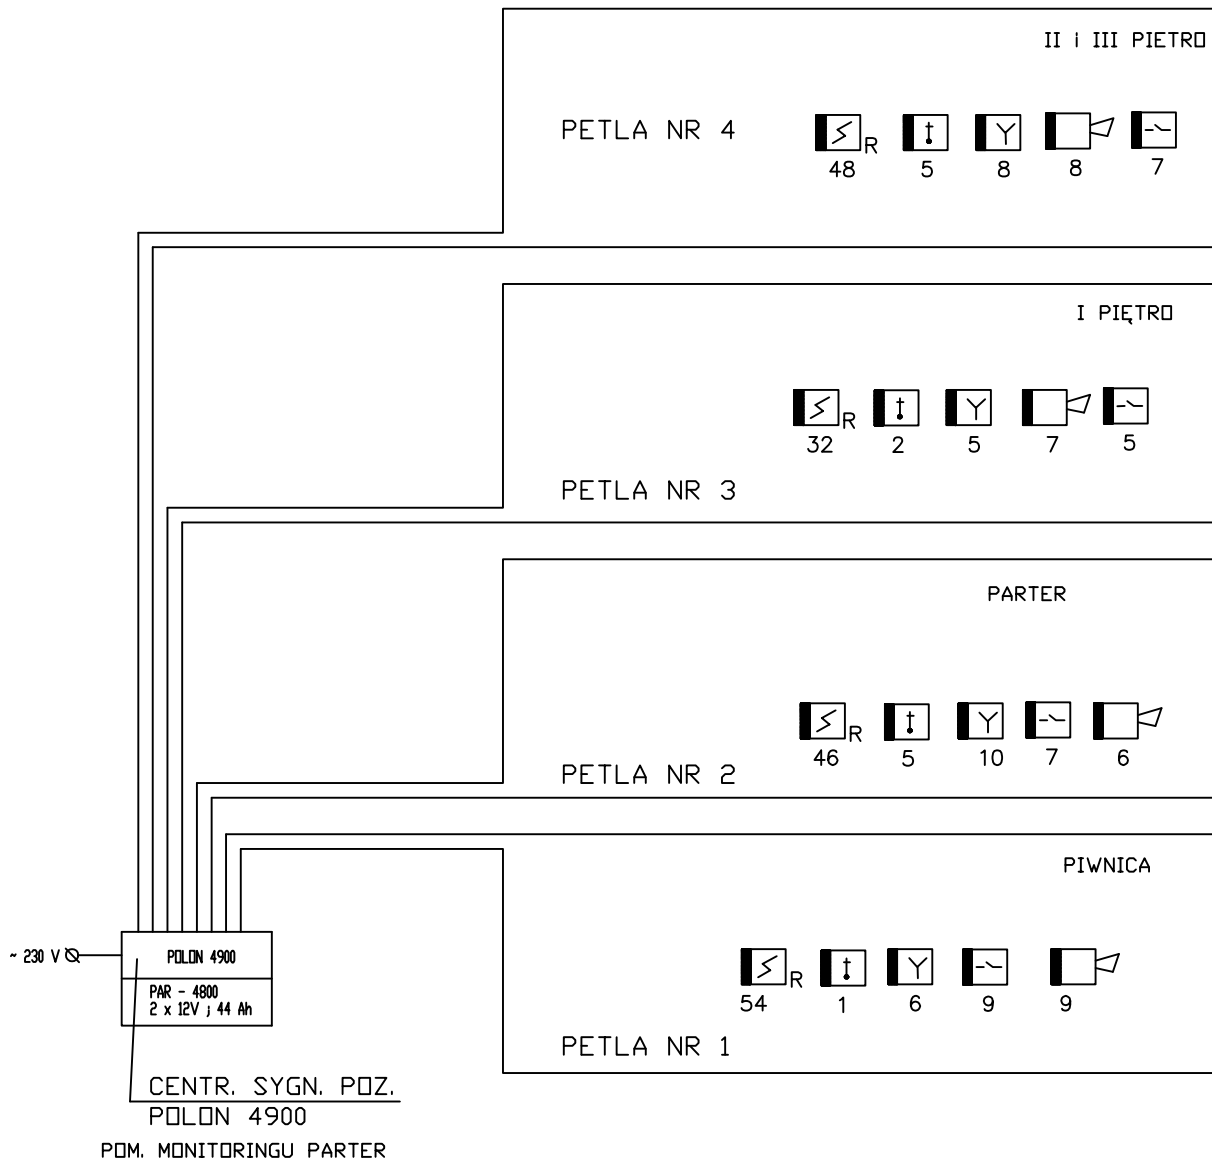 II i III PIETRO
PETLA NR 4
R R
48 5 8 8 7
I PIĘTRO
R
32 2 5 7 5
PETLA NR 3
PARTER
R
46 5 10 7 6
PETLA NR 2
PIWNICA
R
54 1 6 9 9
PETLA NR 1
~ 230 V
POLON 4900
PAR - 4800
2 x 12V ; 44 Ah
CENTR. SYGN. POZ.
POLON 4900
POM. MONITORINGU PARTER